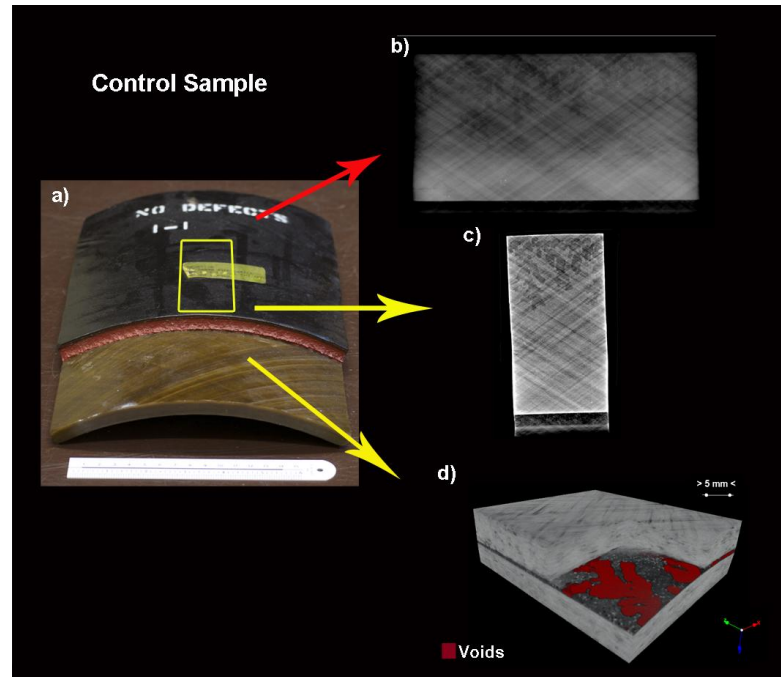 Control Sample
a)
NO DEFECTS
1-1
b)
c)
d)
> 5 mm <
Voids